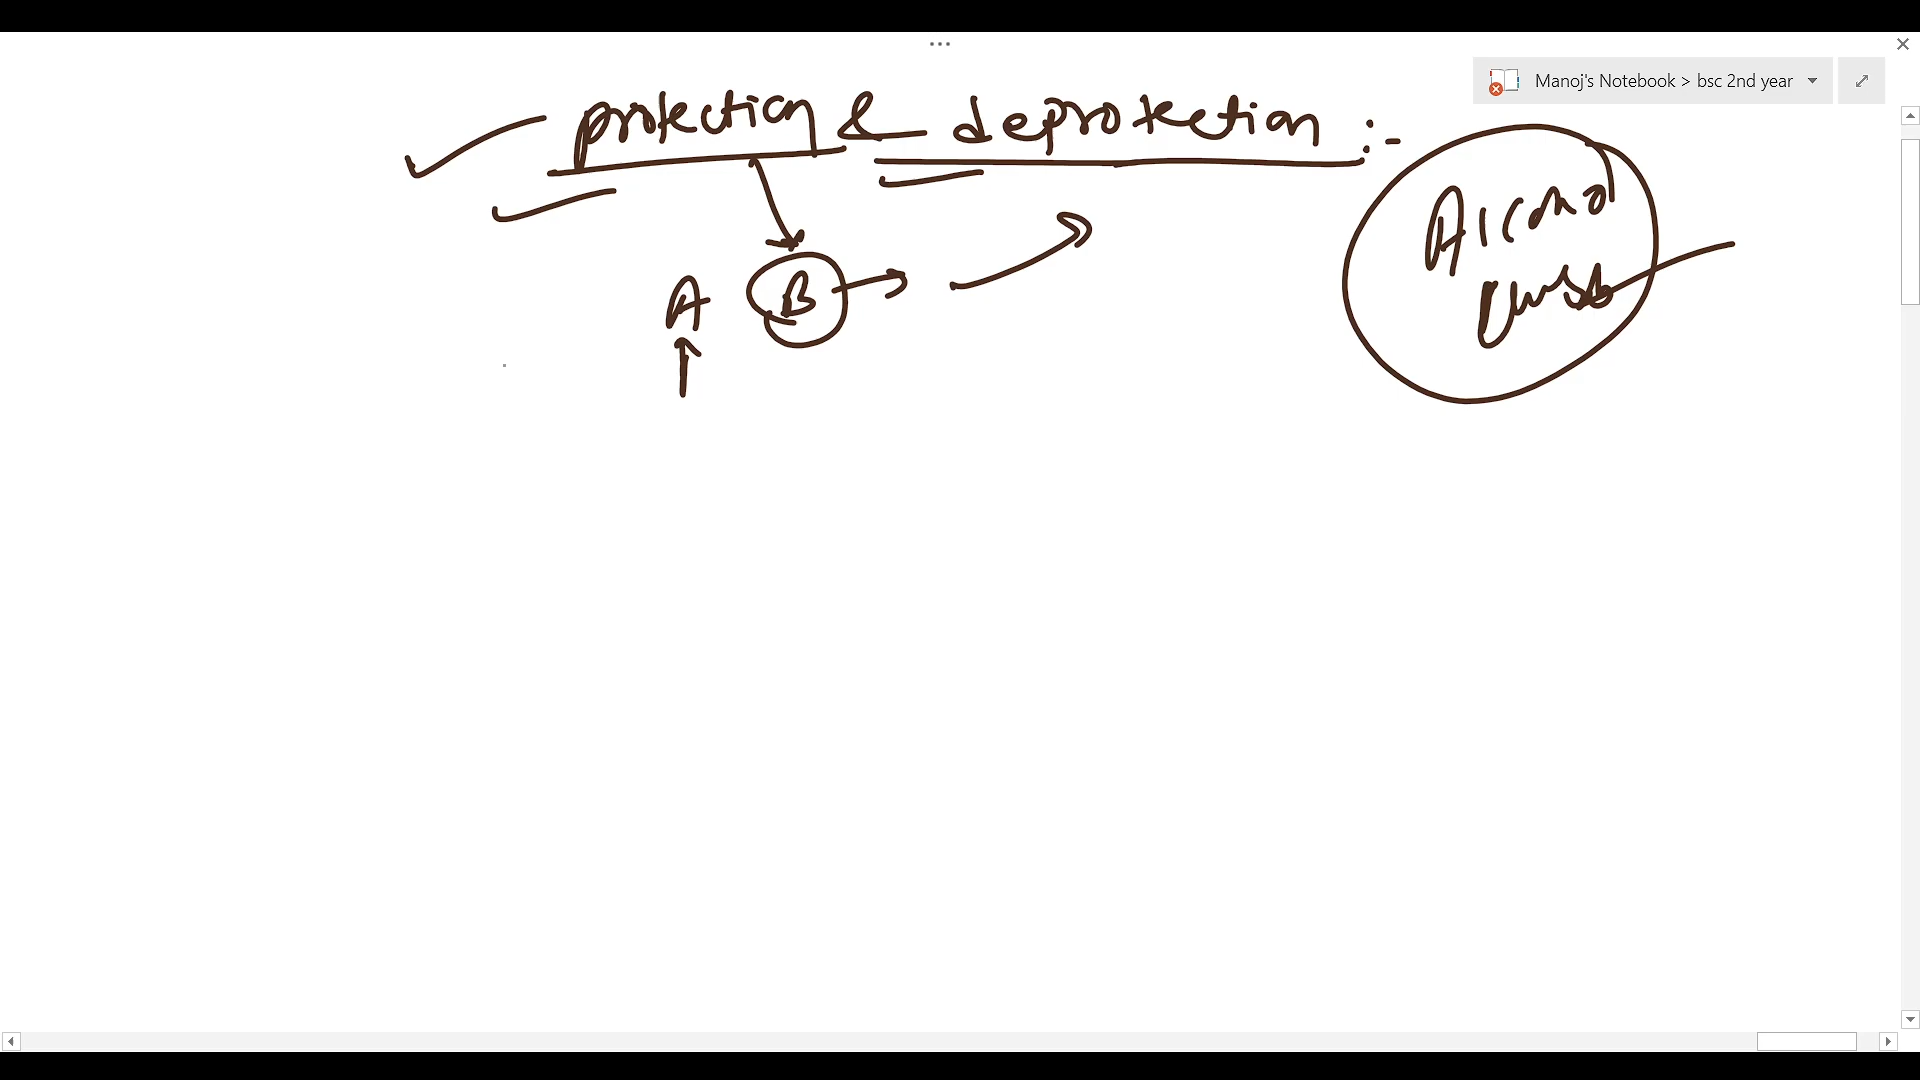 Manoj's Notebook > bsc 2nd year
protection & deprotection :-
Alcohol
A B